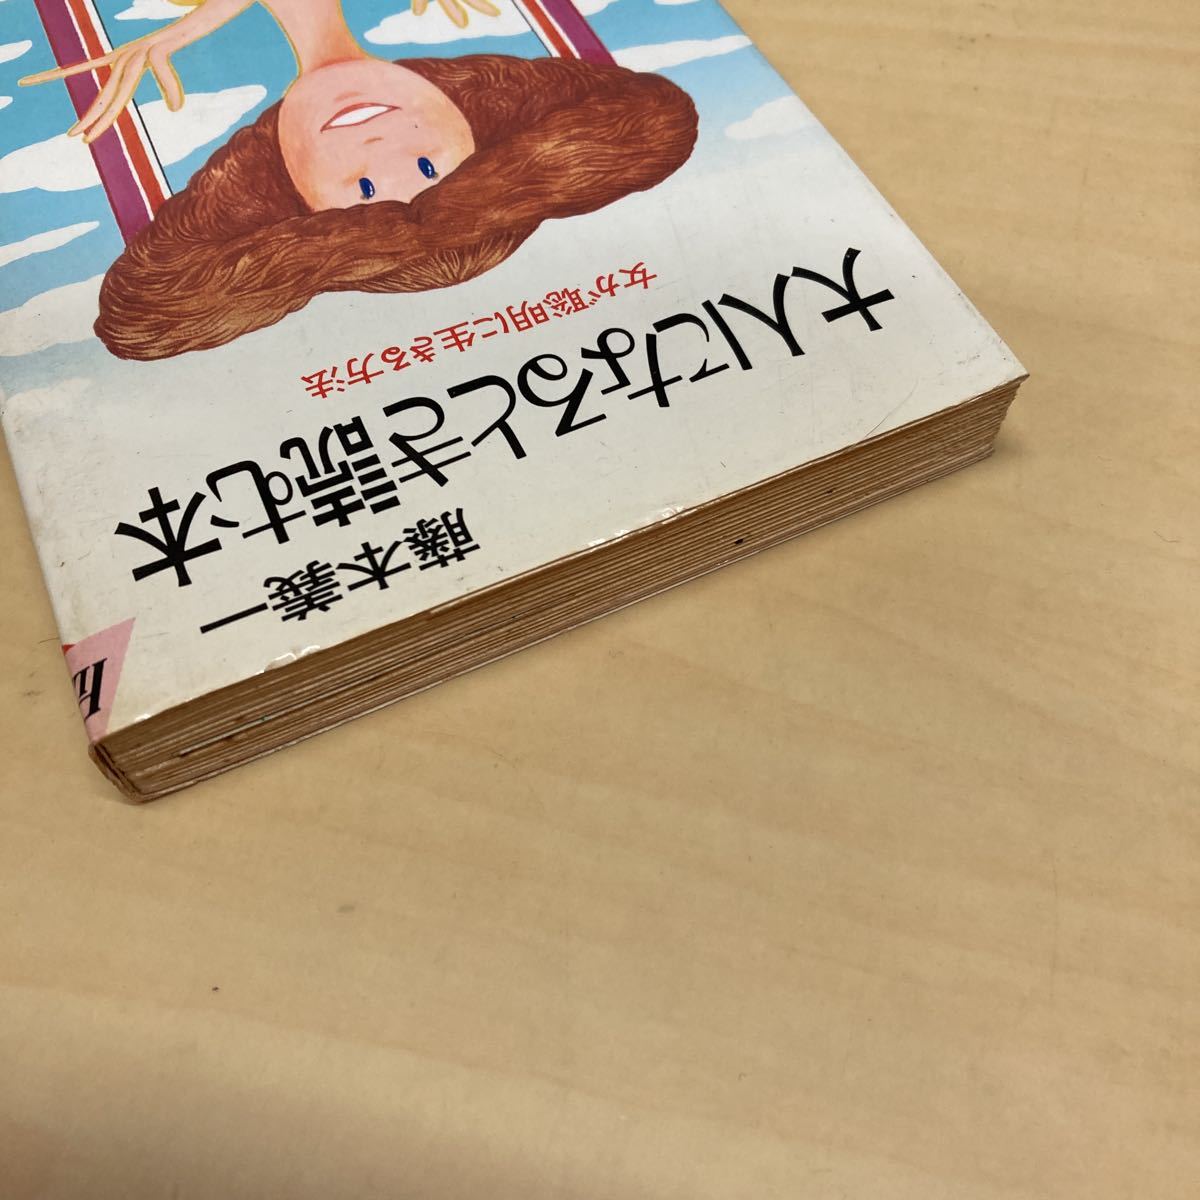 藤本義一
大人になるとき読む本
女が聡明に生きる方法